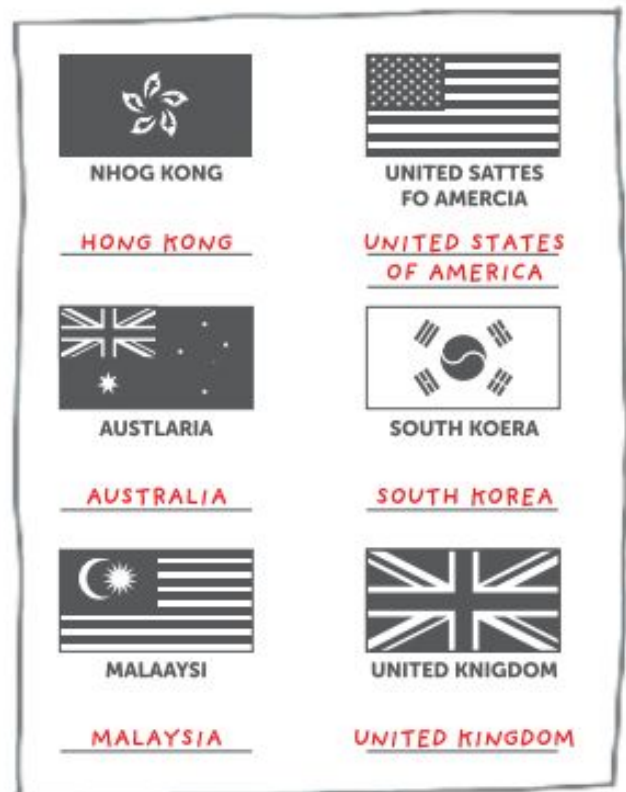 NHOG KONG
HONG KONG
UNITED SATTES
FO AMERCIA
UNITED STATES
OF AMERICA
AUSTLARIA
AUSTRALIA
SOUTH KOERA
SOUTH KOREA
MALAAYSI
MALAYSIA
UNITED KNIGDOM
UNITED KINGDOM